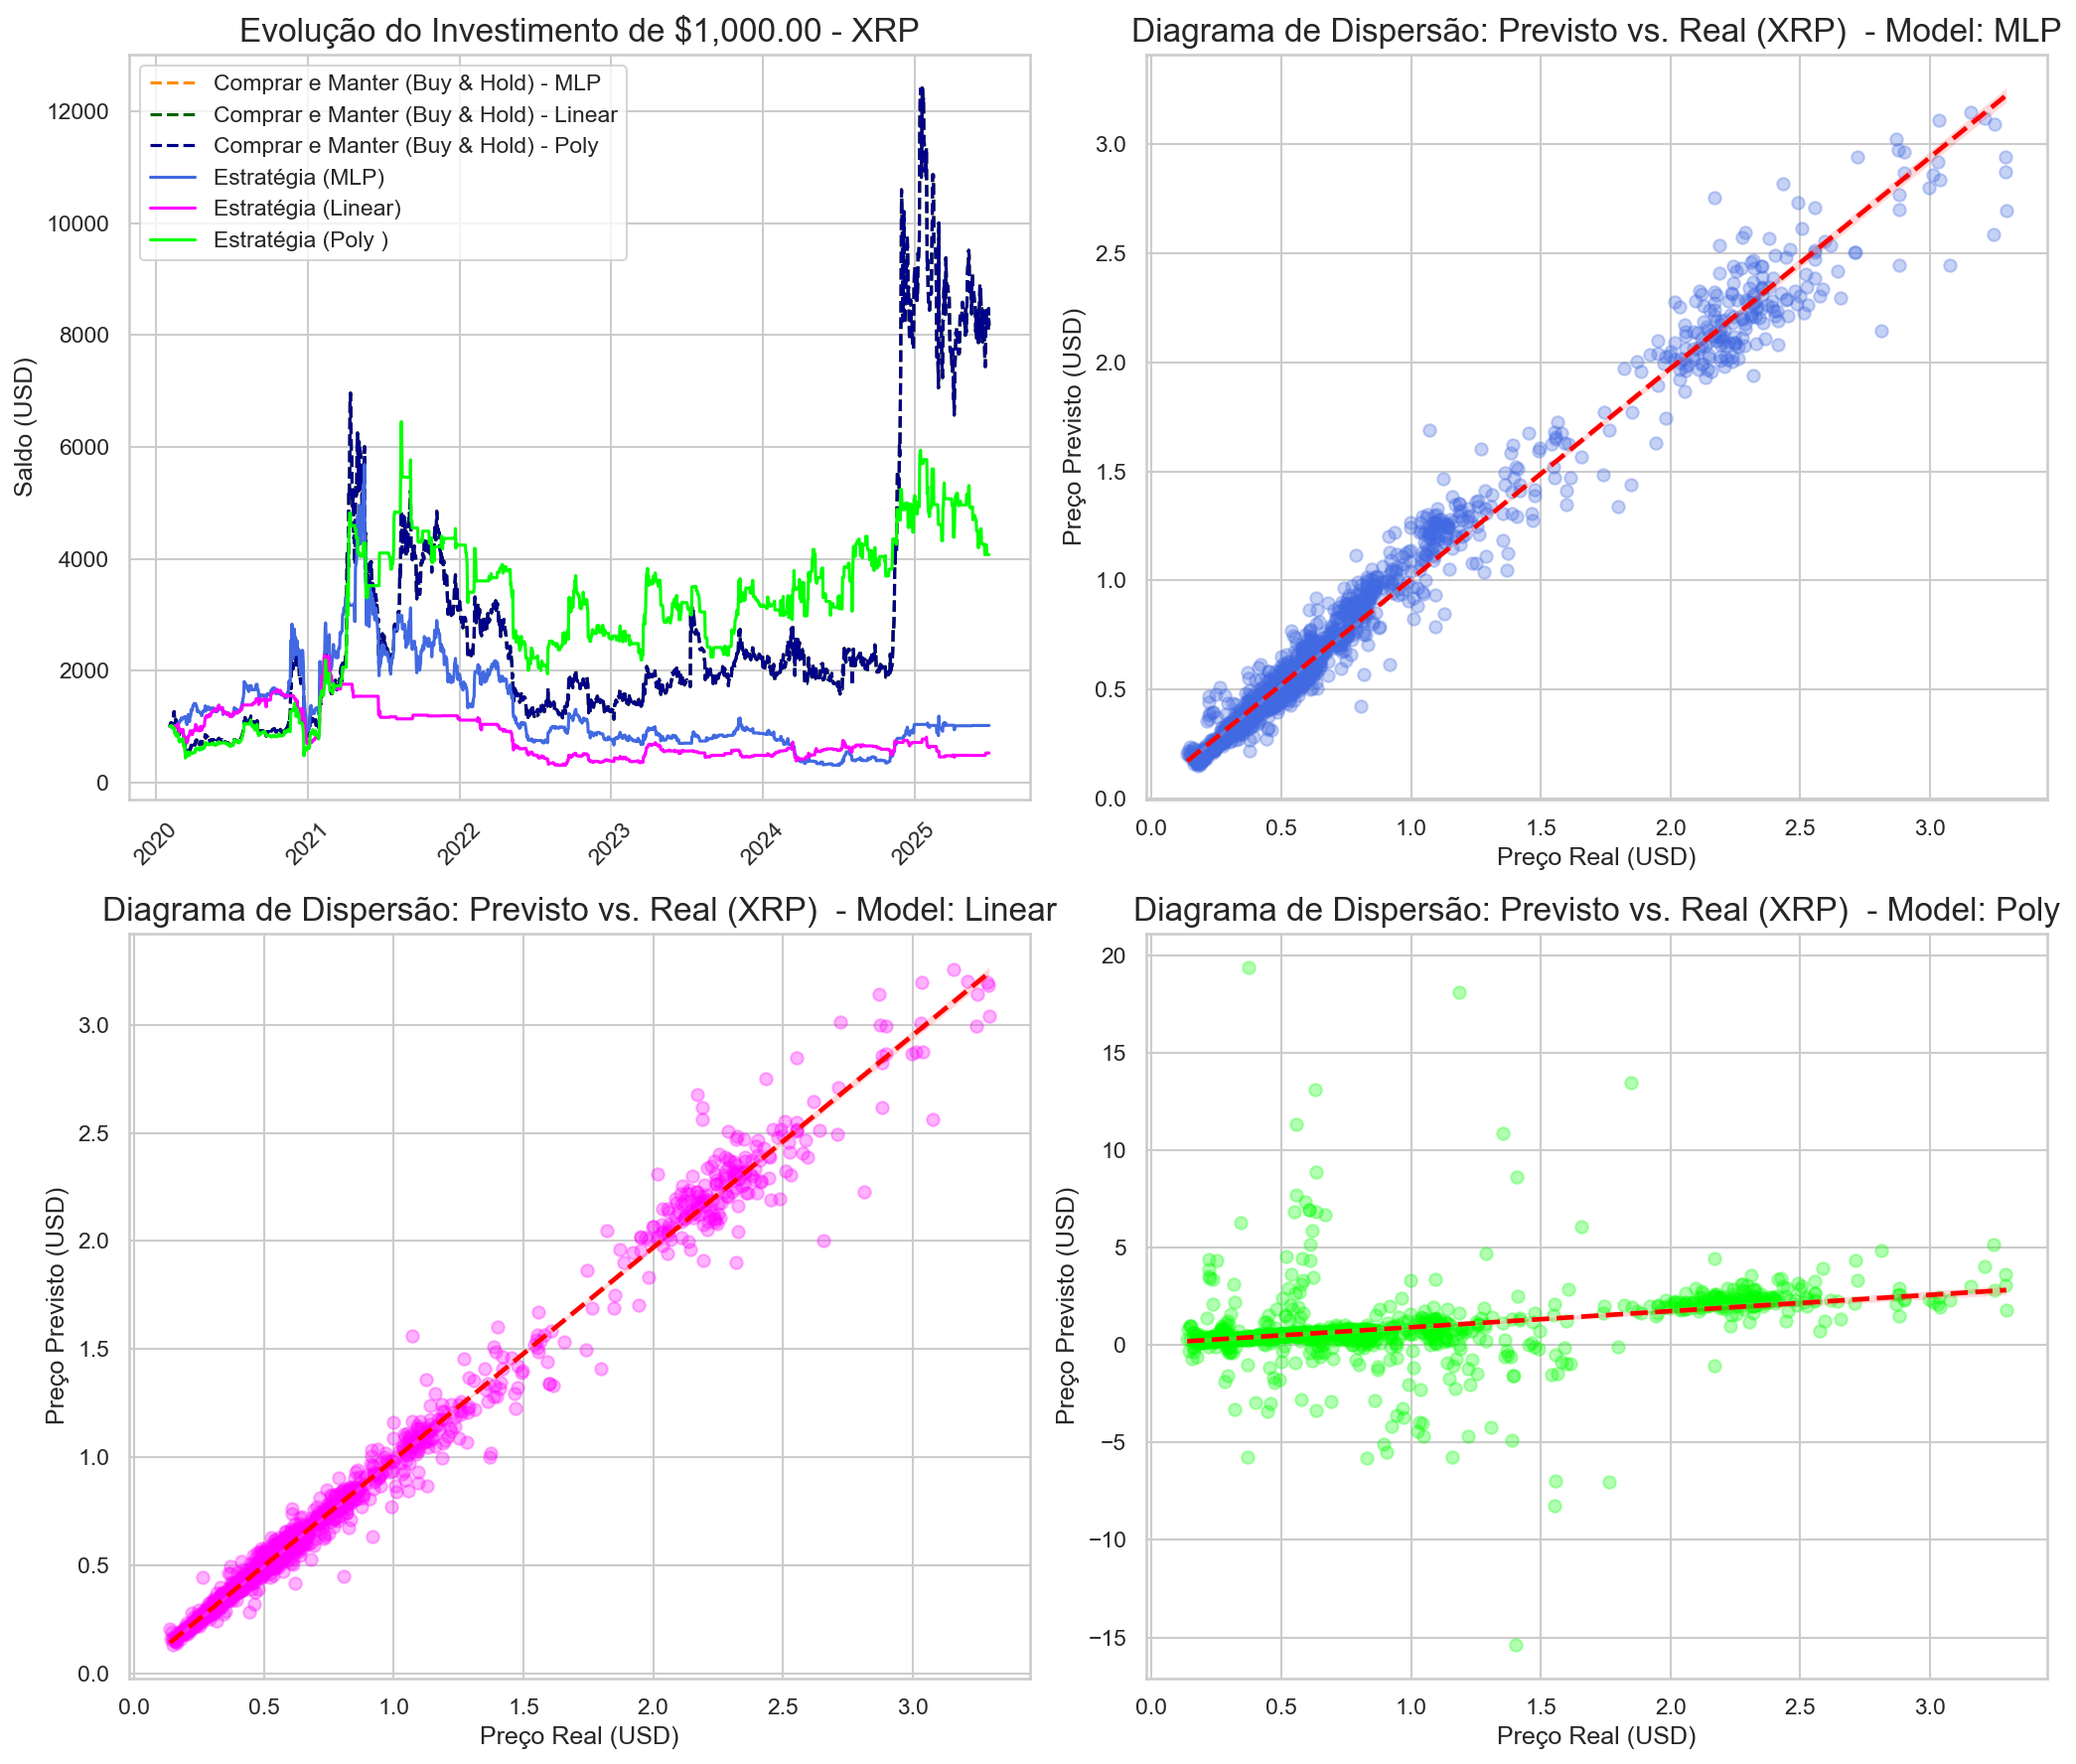 Evolução do Investimento de $1,000.00 - XRP
Comprar e Manter (Buy & Hold) - MLP
Comprar e Manter (Buy & Hold) - Linear
Comprar e Manter (Buy & Hold) - Poly
Estratégia (MLP)
Estratégia (Linear)
Estratégia (Poly )
Saldo (USD)
12000
10000
8000
6000
4000
2000
0
2020
2021
2022
2023
2024
2025
Diagrama de Dispersão: Previsto vs. Real (XRP)  - Model: MLP
Preço Previsto (USD)
3.0
2.5
2.0
1.5
1.0
0.5
0.0
0.0 0.5 1.0 1.5 2.0 2.5 3.0
Preço Real (USD)
Diagrama de Dispersão: Previsto vs. Real (XRP)  - Model: Linear
Preço Previsto (USD)
3.0
2.5
2.0
1.5
1.0
0.5
0.0
0.0 0.5 1.0 1.5 2.0 2.5 3.0
Preço Real (USD)
Diagrama de Dispersão: Previsto vs. Real (XRP)  - Model: Poly
Preço Previsto (USD)
20
15
10
5
0
−5
−10
−15
0.0 0.5 1.0 1.5 2.0 2.5 3.0
Preço Real (USD)